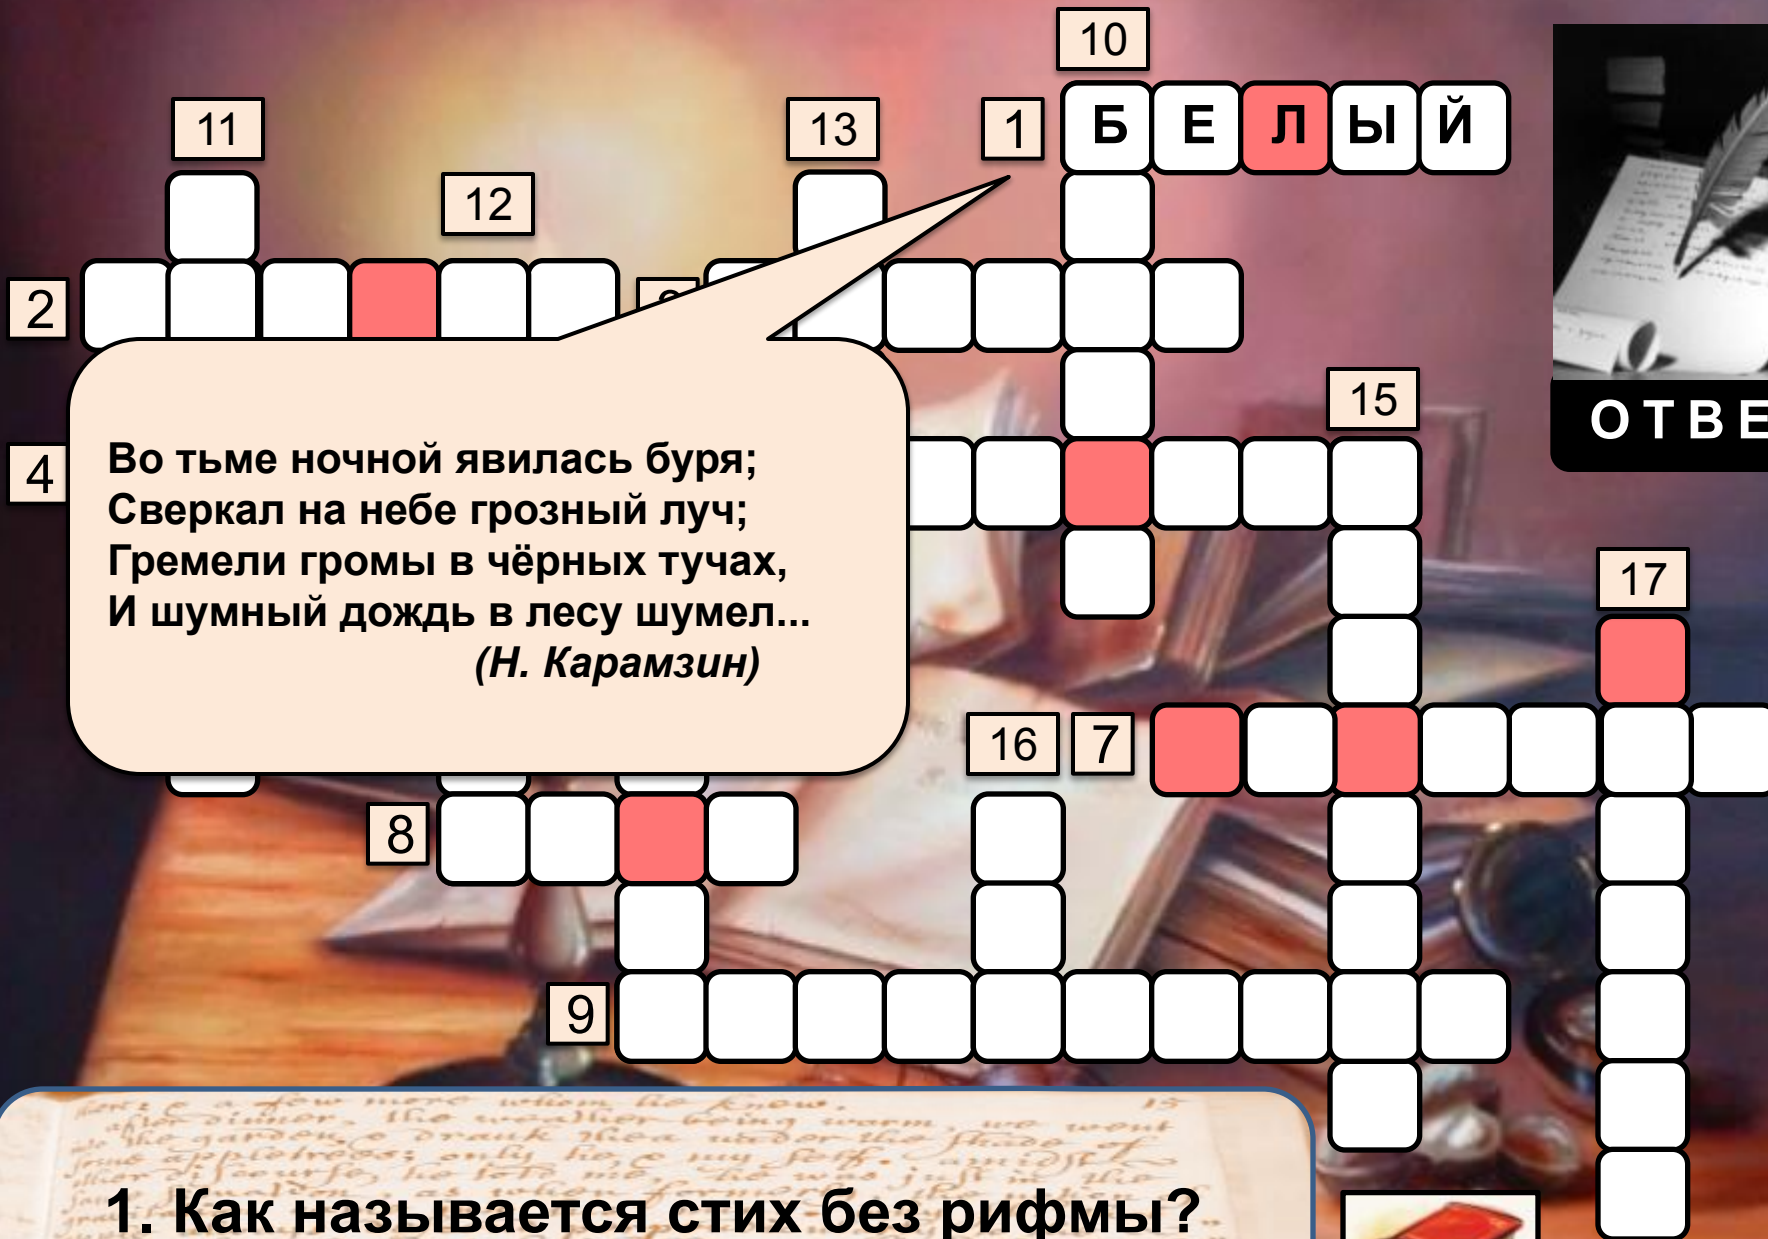 10
11
13
1
БЕЛЫЙ
12
2
15
4
Во тьме ночной явилась буря;
Сверкал на небе грозный луч;
Гремели громы в чёрных тучах,
И шумный дождь в лесу шумел...
(Н. Карамзин)
ОТВЕ
17
16
7
8
9
1. Как называется стих без рифмы?